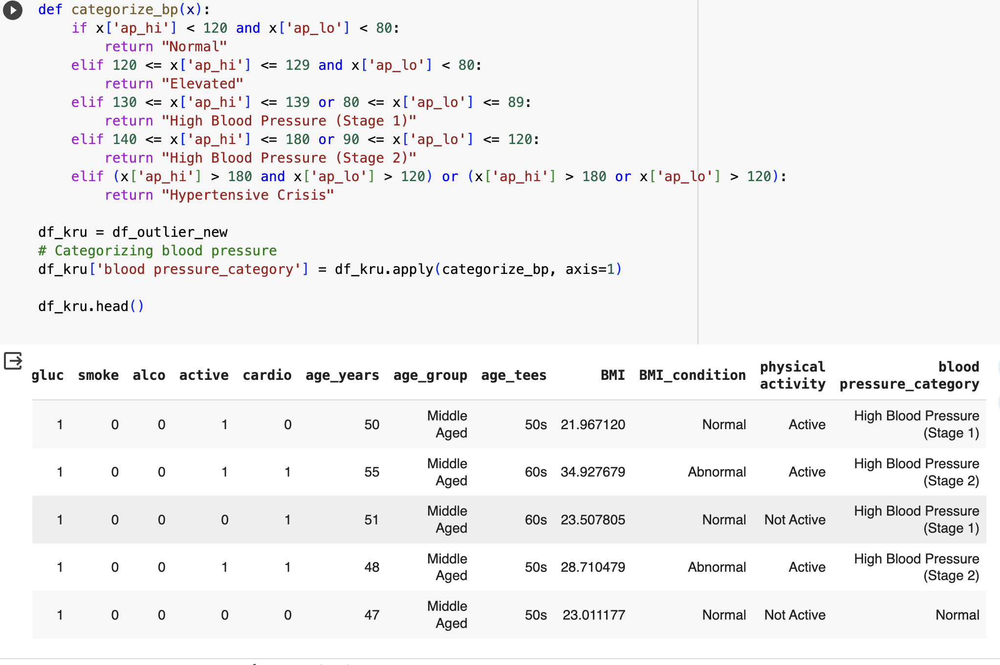 def categorize_bp(x):
    if x['ap_hi'] < 120 and x['ap_lo'] < 80:
        return "Normal"
    elif 120 <= x['ap_hi'] <= 129 and x['ap_lo'] < 80:
        return "Elevated"
    elif 130 <= x['ap_hi'] <= 139 or 80 <= x['ap_lo'] <= 89:
        return "High Blood Pressure (Stage 1)"
    elif 140 <= x['ap_hi'] <= 180 or 90 <= x['ap_lo'] <= 120:
        return "High Blood Pressure (Stage 2)"
    elif (x['ap_hi'] > 180 and x['ap_lo'] > 120) or (x['ap_hi'] > 180 or x['ap_lo'] > 120):
        return "Hypertensive Crisis"
df_kru = df_outlier_new
# Categorizing blood pressure
df_kru['blood pressure_category'] = df_kru.apply(categorize_bp, axis=1)
df_kru.head()
gluc smoke alco active cardio age_years age_group age_tees BMI BMI_condition physical activity blood pressure_category
1 0 0 1 0 50 Middle Aged 50s 21.967120 Normal Active High Blood Pressure (Stage 1)
1 0 0 1 1 55 Middle Aged 60s 34.927679 Abnormal Active High Blood Pressure (Stage 2)
1 0 0 0 1 51 Middle Aged 60s 23.507805 Normal Not Active High Blood Pressure (Stage 1)
1 0 0 1 1 48 Middle Aged 50s 28.710479 Abnormal Active High Blood Pressure (Stage 2)
1 0 0 0 0 47 Middle Aged 50s 23.011177 Normal Not Active Normal